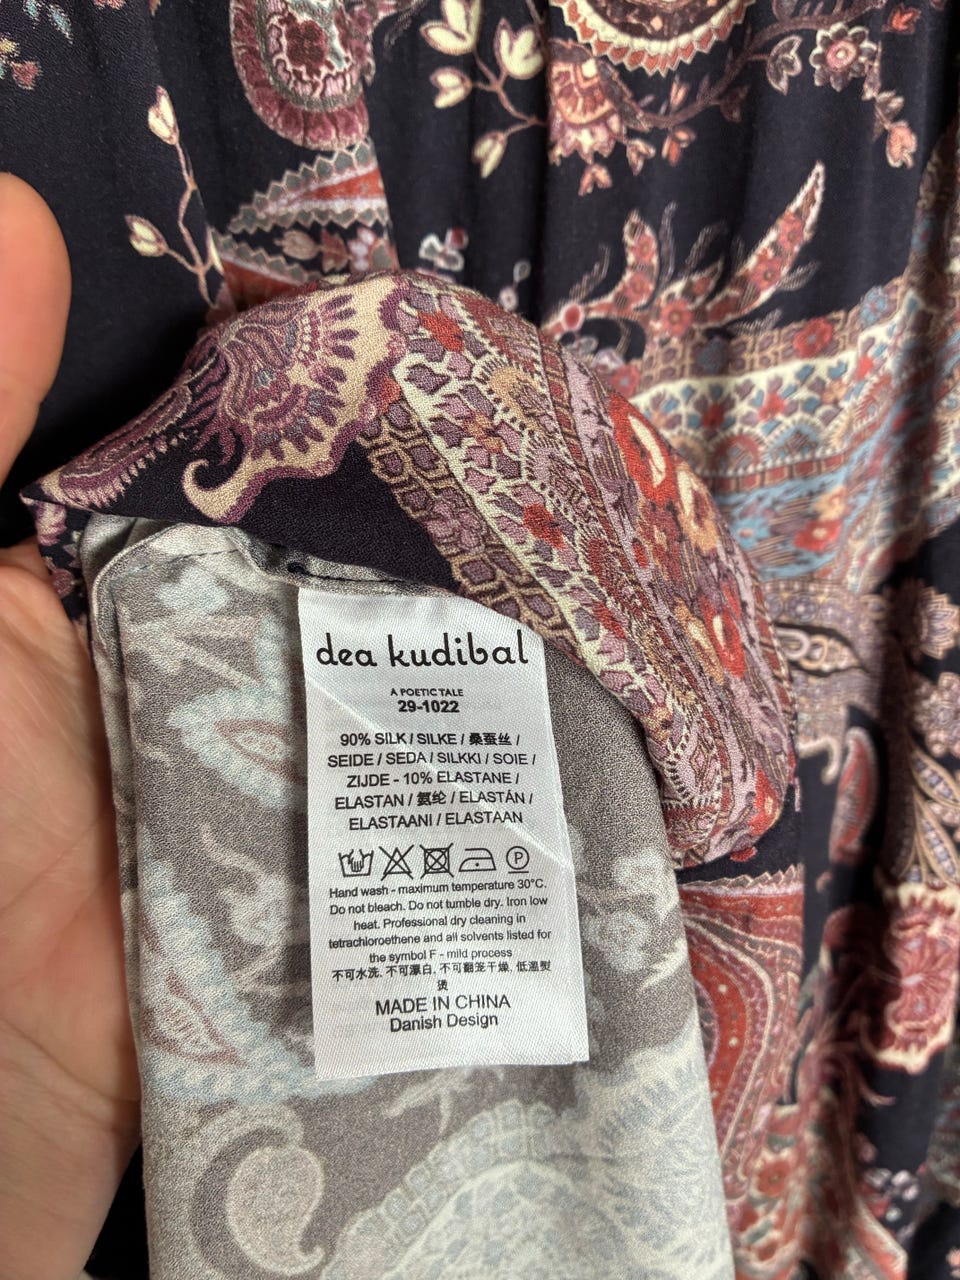 dea kudibal
A POETIC TALE
29-1022
90% SILK / SILKE / 桑蚕丝 /
SEIDE / SEDA / SILKKI / SOIE /
ZIJDE - 10% ELASTANE /
ELASTAN / 氨纶 / ELASTÁN /
ELASTAANI / ELASTAAN
P
Hand wash - maximum temperature 30°C.
Do not bleach. Do not tumble dry. Iron low
heat. Professional dry cleaning in
tetrachloroethene and all solvents listed for
the symbol F - mild process
不可水洗, 不可漂白, 不可翻笼干燥, 低温熨
烫
MADE IN CHINA
Danish Design